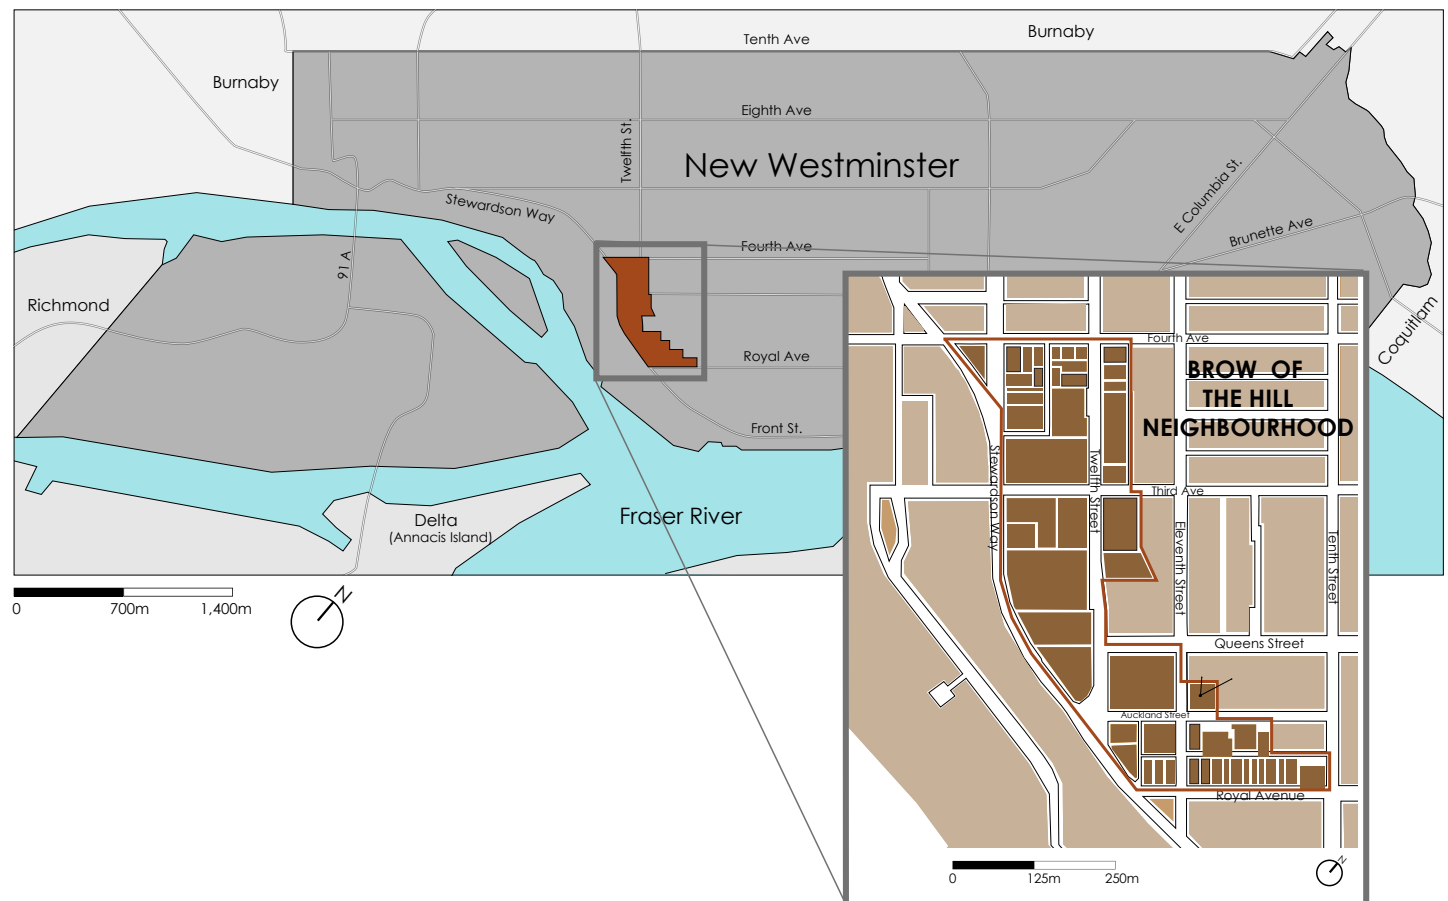 Burnaby
Tenth Ave
Burnaby
Eighth Ave
Twelfth St.
New Westminster
E Columbia St.
Stewardson Way
Brunette Ave
Fourth Ave
91 A
Richmond
Coquitlam
Royal Ave
Front St.
Fraser River
Delta
(Annacis Island)
0 700m 1,400m
N
Fourth Ave
BROW OF
THE HILL
NEIGHBOURHOOD
Stewardson Way
Twelfth Street
Third Ave
Eleventh Street
Tenth Street
Queens Street
Auckland Street
Royal Avenue
0 125m 250m
N